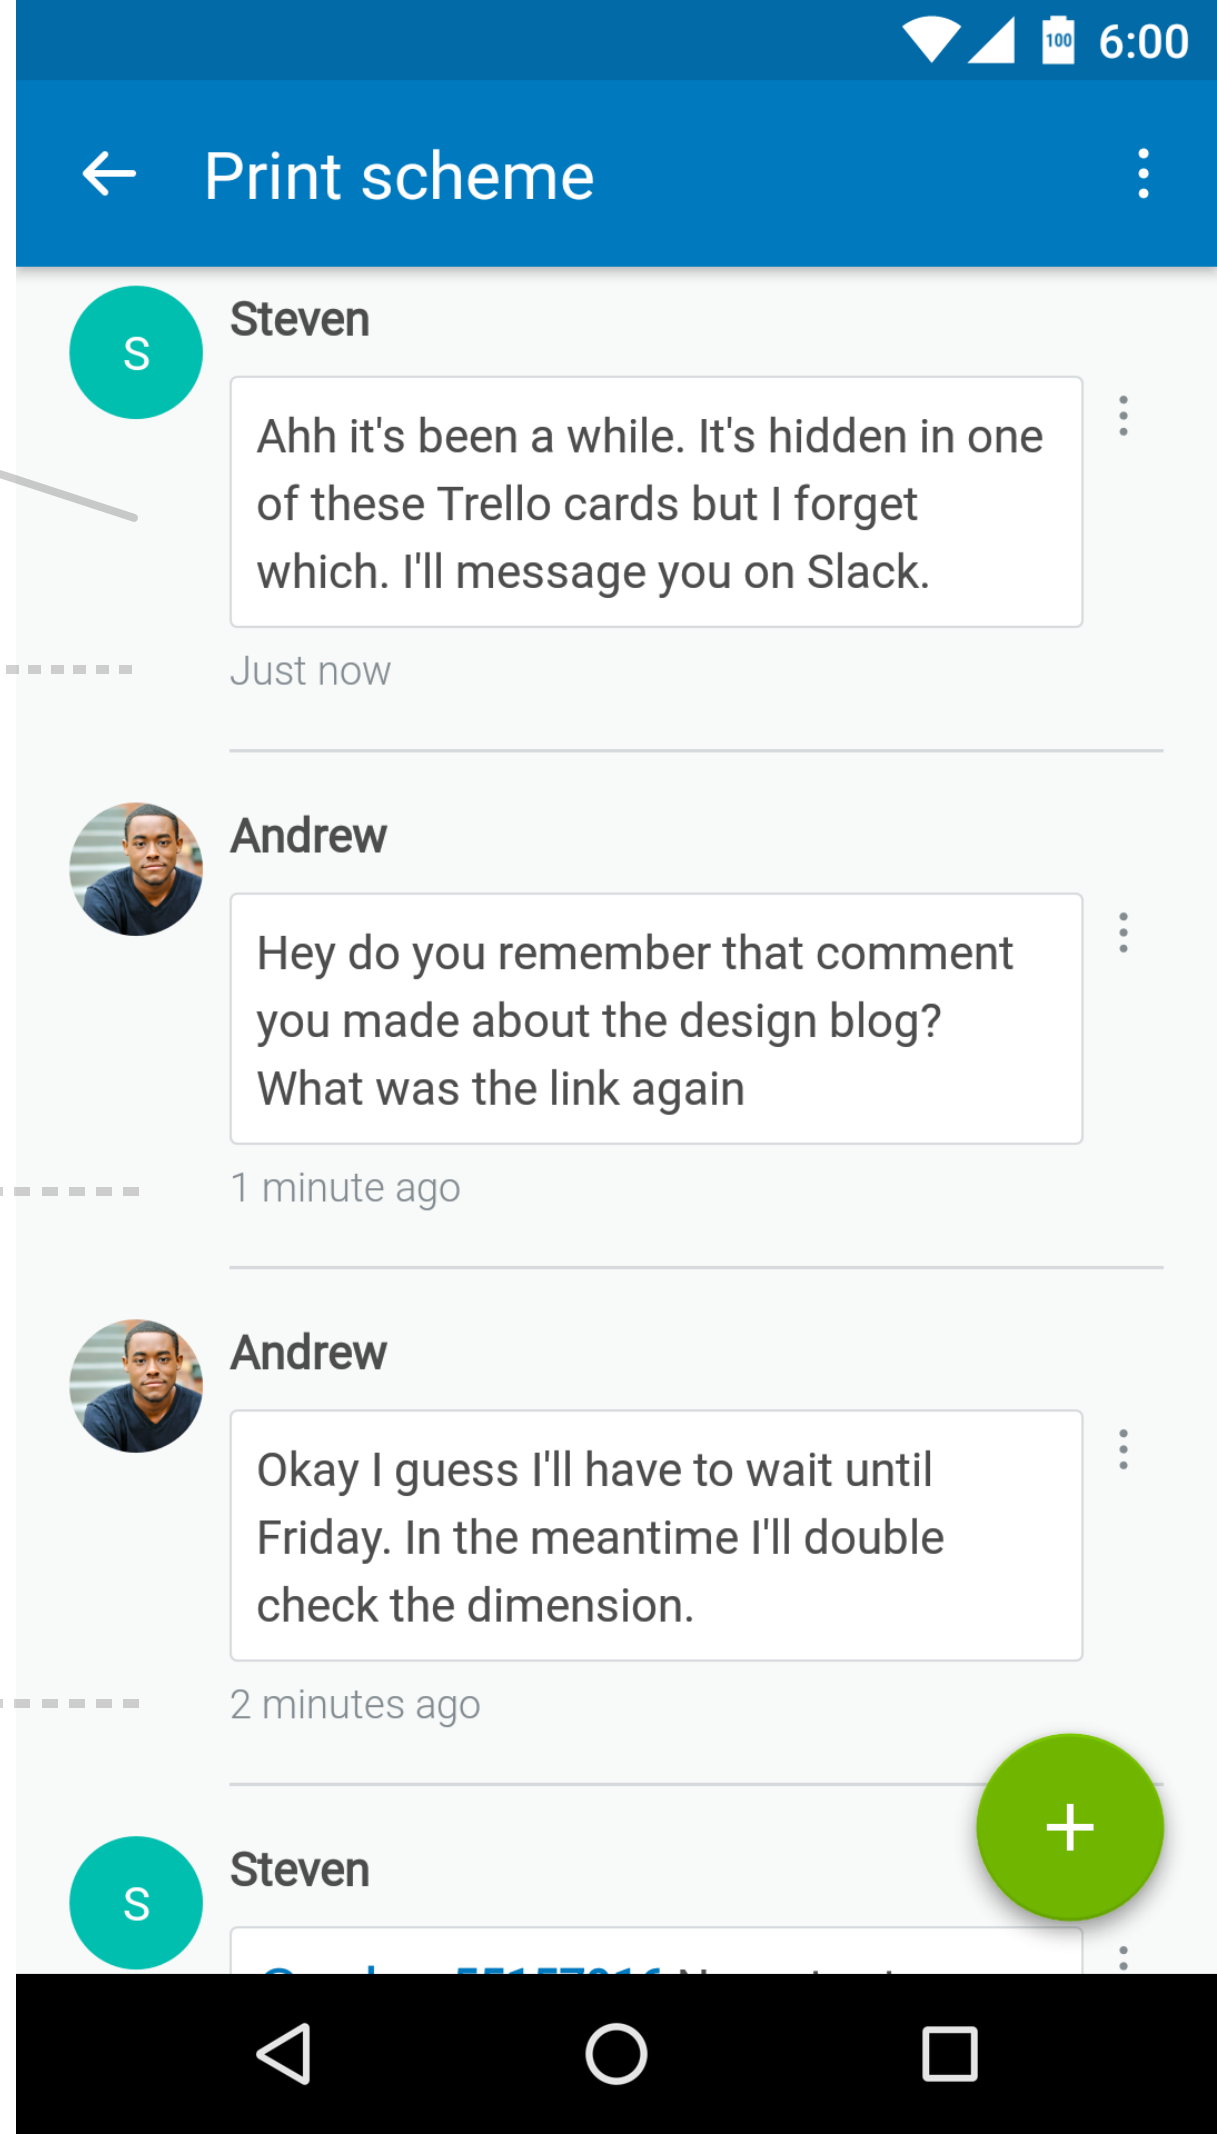 100 6:00
Print scheme
S
Steven
Ahh it's been a while. It's hidden in one
of these Trello cards but I forget
which. I'll message you on Slack.
Just now
Andrew
Hey do you remember that comment
you made about the design blog?
What was the link again
1 minute ago
Andrew
Okay I guess I'll have to wait until
Friday. In the meantime I'll double
check the dimension.
2 minutes ago
S
Steven